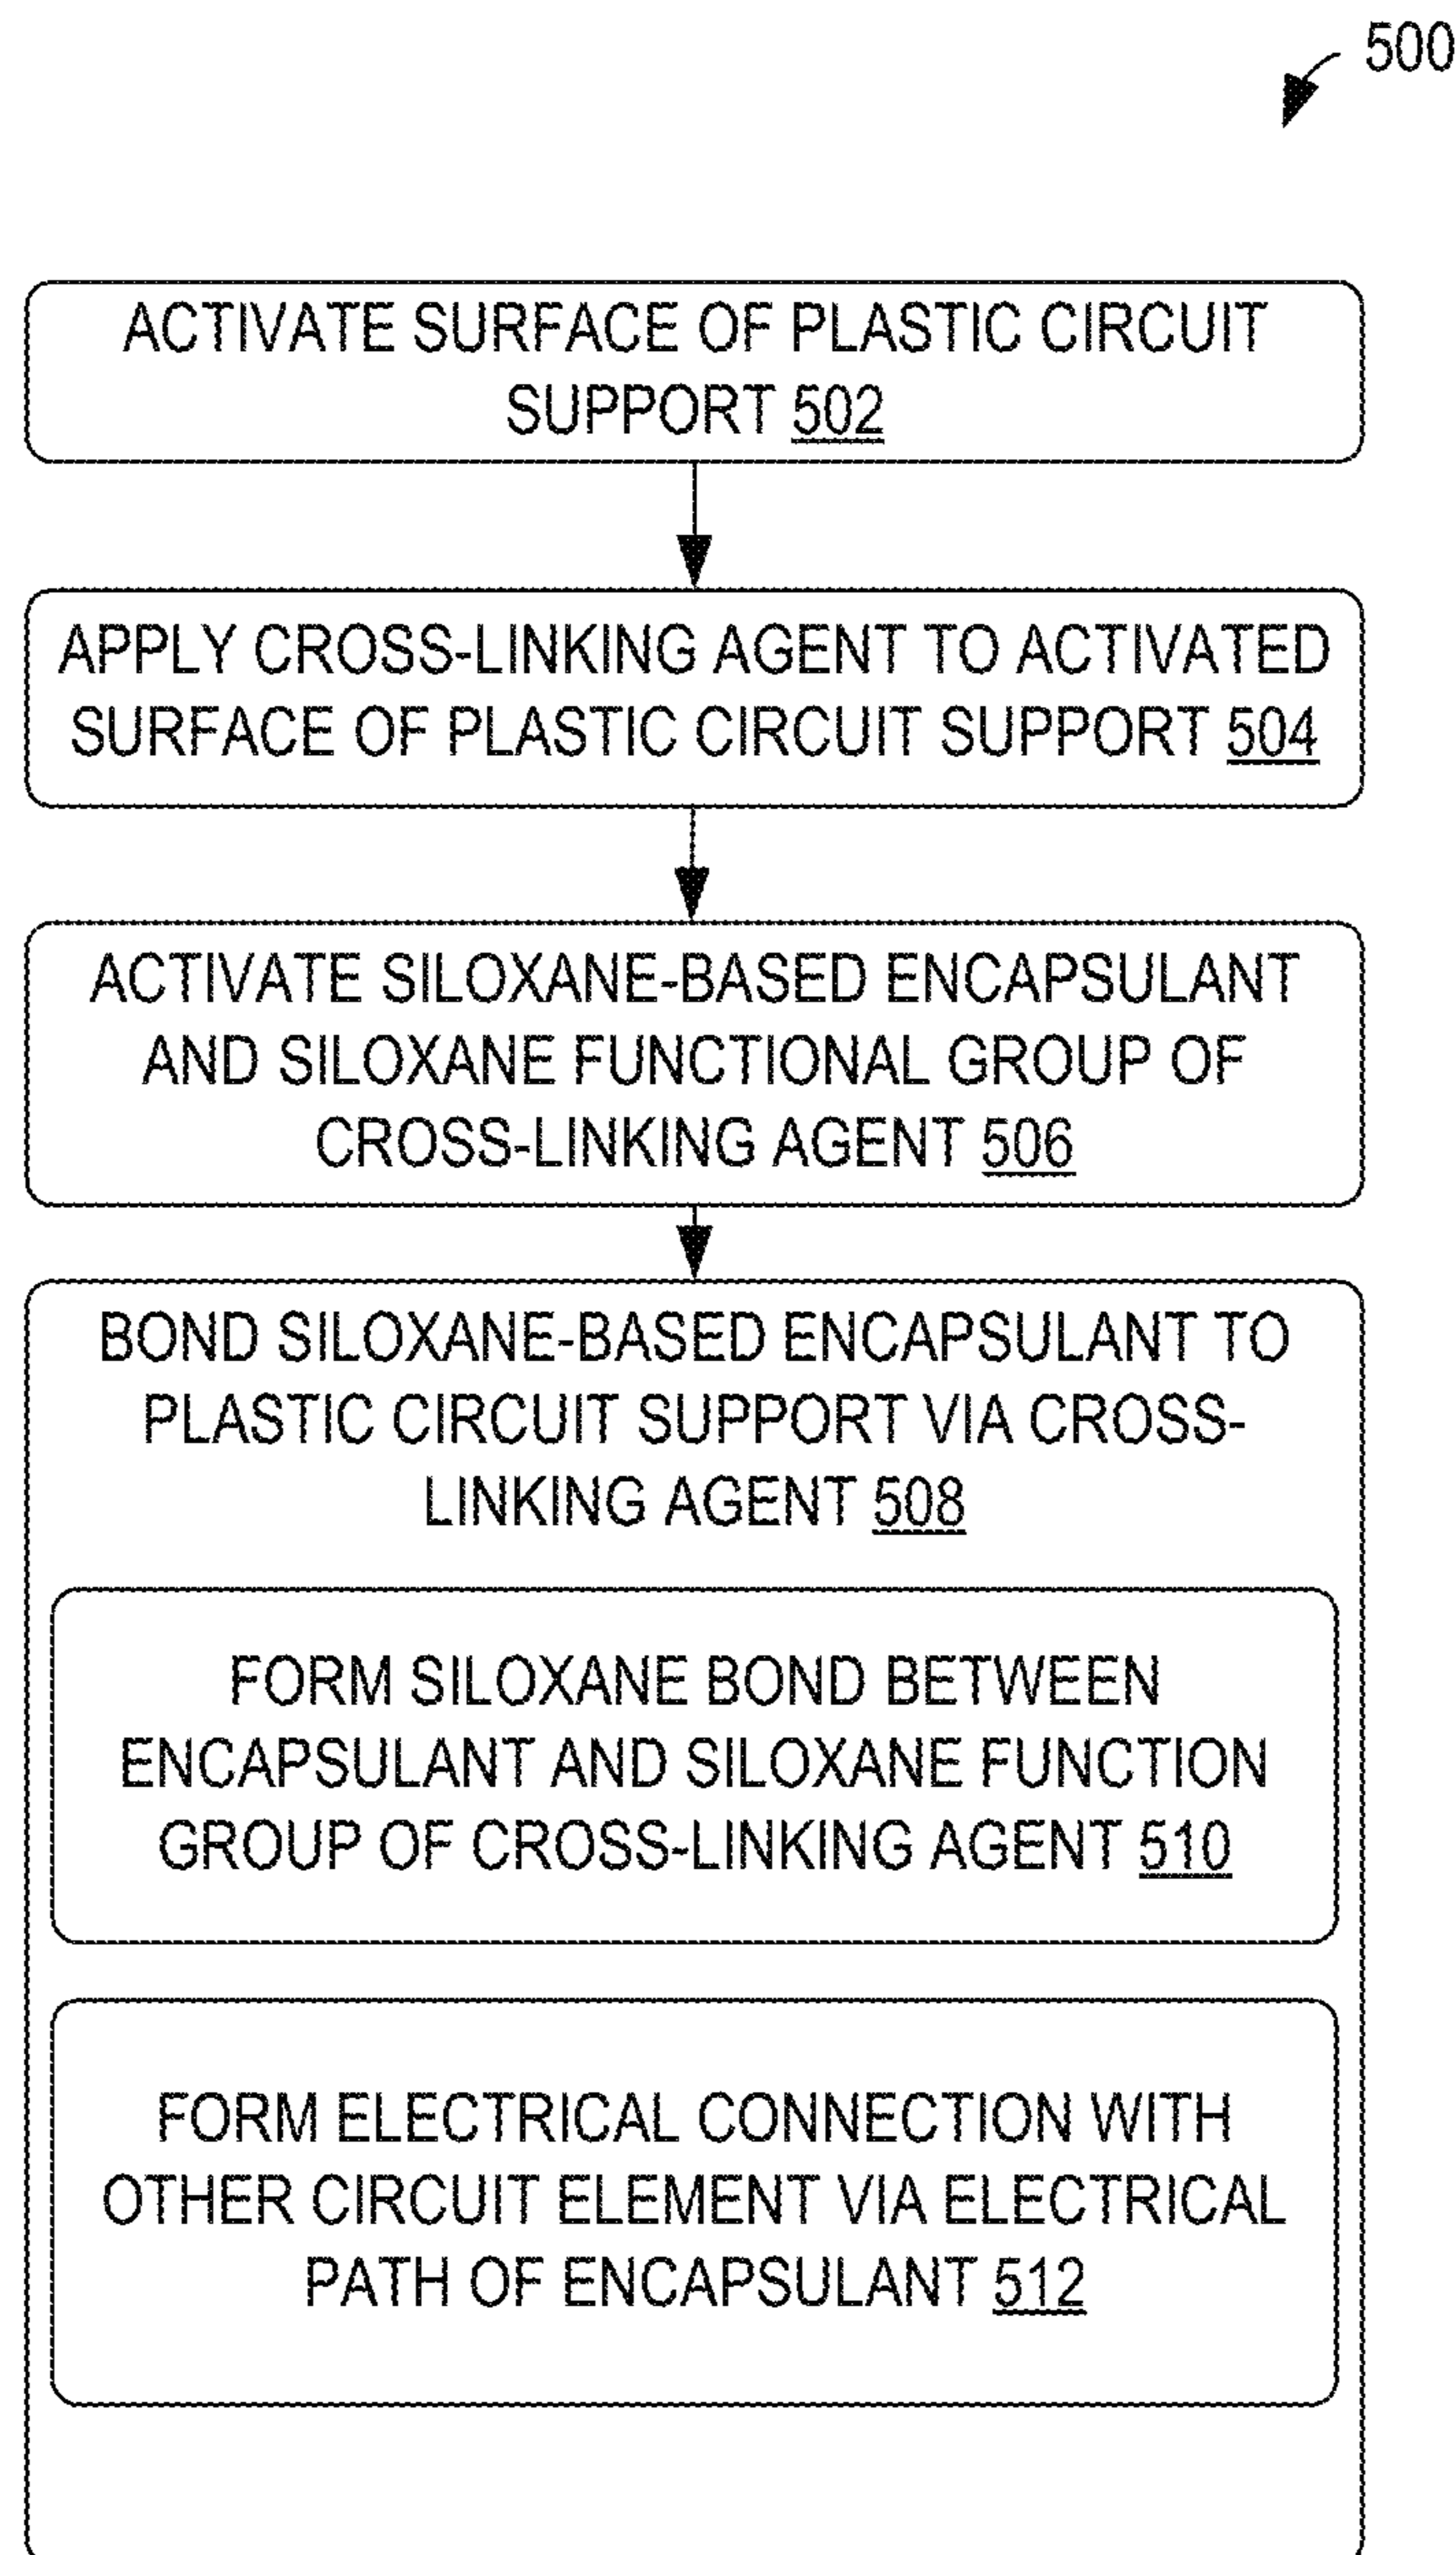 500
ACTIVATE SURFACE OF PLASTIC CIRCUIT
SUPPORT 502
APPLY CROSS-LINKING AGENT TO ACTIVATED
SURFACE OF PLASTIC CIRCUIT SUPPORT 504
ACTIVATE SILOXANE-BASED ENCAPSULANT
AND SILOXANE FUNCTIONAL GROUP OF
CROSS-LINKING AGENT 506
BOND SILOXANE-BASED ENCAPSULANT TO
PLASTIC CIRCUIT SUPPORT VIA CROSS-
LINKING AGENT 508
FORM SILOXANE BOND BETWEEN
ENCAPSULANT AND SILOXANE FUNCTION
GROUP OF CROSS-LINKING AGENT 510
FORM ELECTRICAL CONNECTION WITH
OTHER CIRCUIT ELEMENT VIA ELECTRICAL
PATH OF ENCAPSULANT 512